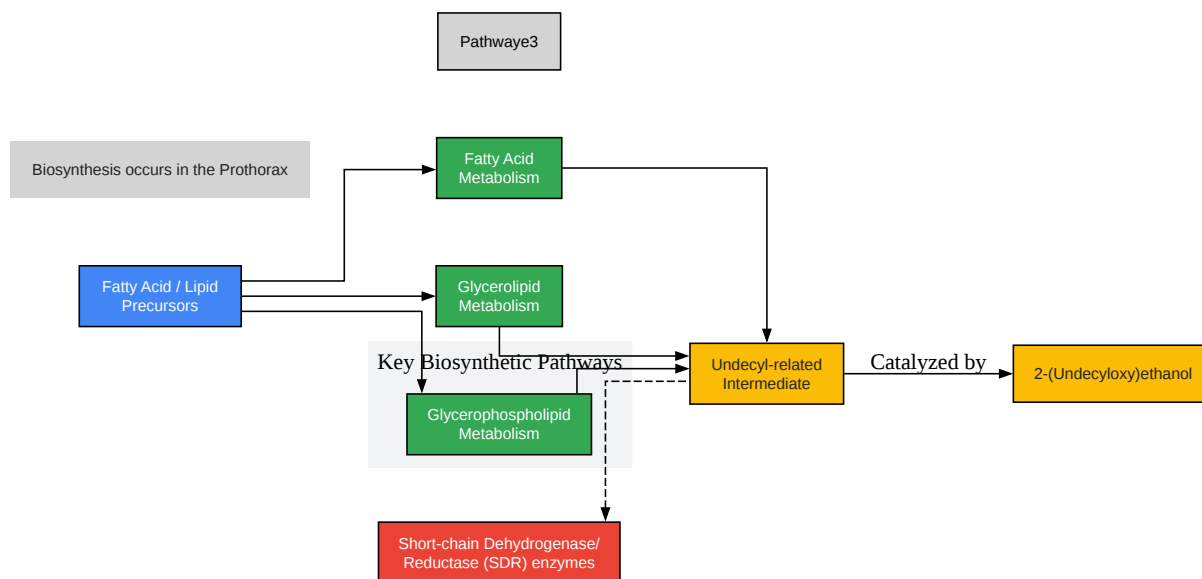 Pathwaye3
Biosynthesis occurs in the Prothorax
Fatty Acid
Metabolism
Fatty Acid / Lipid
Precursors
Glycerolipid
Metabolism
Key Biosynthetic Pathways
Glycerophospholipid
Metabolism
Undecyl-related
Intermediate
Catalyzed by
2-(Undecyloxy)ethanol
Short-chain Dehydrogenase/
Reductase (SDR) enzymes